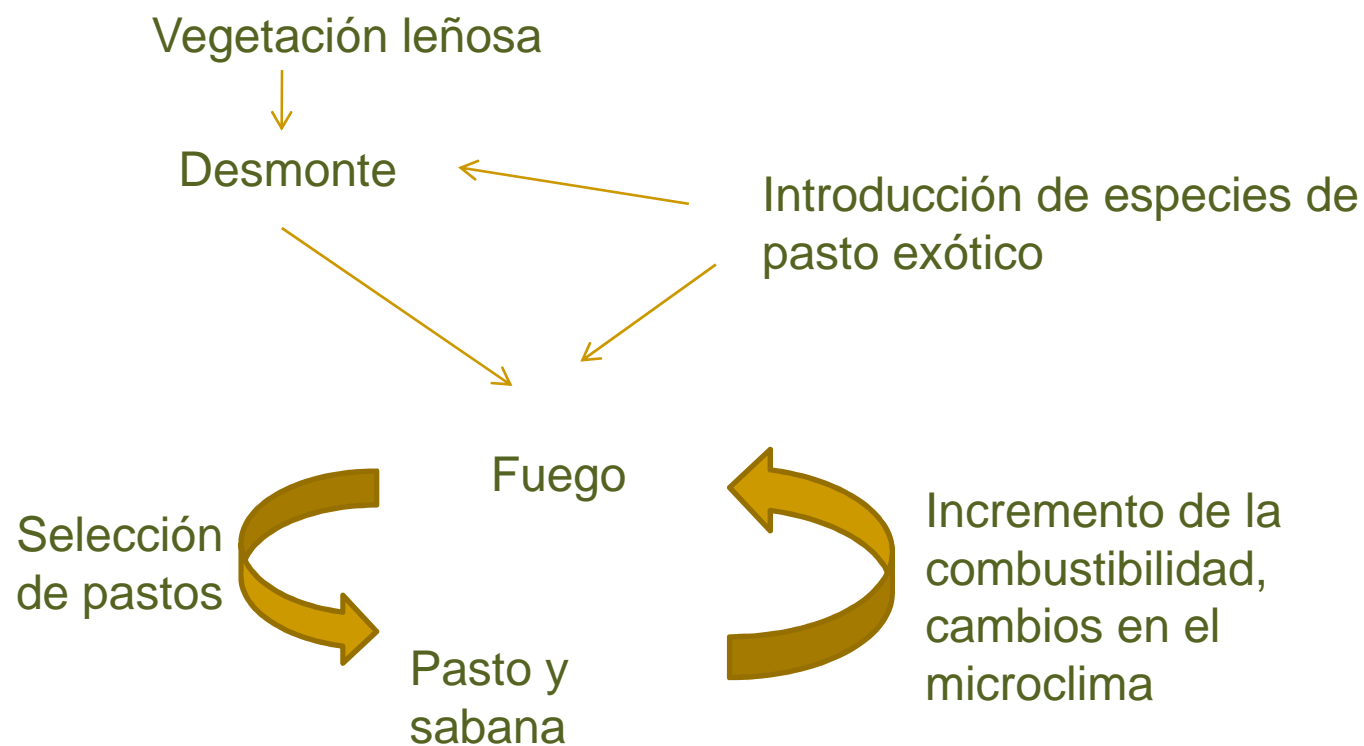 Vegetación leñosa
Desmonte
Introducción de especies de
pasto exótico
Fuego
Selección
de pastos
Incremento de la
combustibilidad,
cambios en el
microclima
Pasto y
sabana